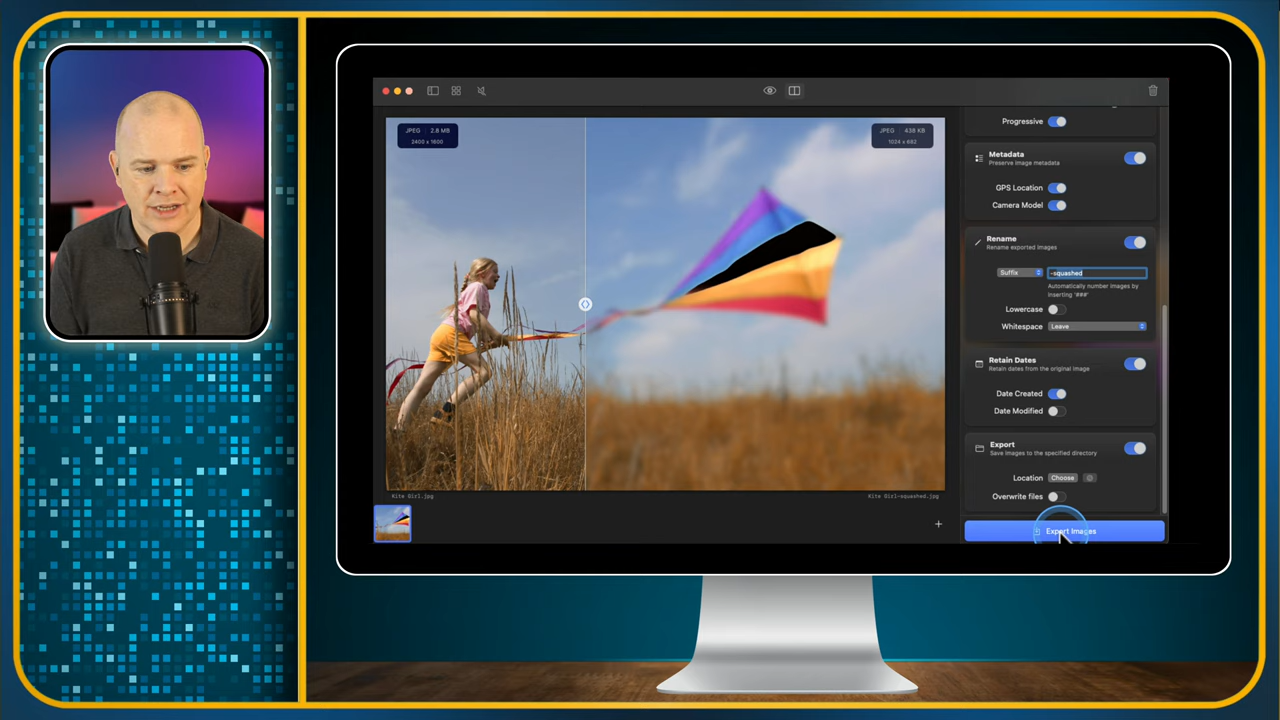 JPEG 2.8 MB
2400 x 1600
JPEG 438 KB
1024 x 682
Progressive
Metadata
Preserve image metadata
GPS Location
Camera Model
Rename
Rename exported images
Suffix -squashed
Automatically number images by
inserting '###'
Lowercase
Whitespace Leave
Retain Dates
Retain dates from the original image
Date Created
Date Modified
Export
Save images to the specified directory
Location Choose
Overwrite files
Kite Girl.jpg
Kite Girl-squashed.jpg
Export Images